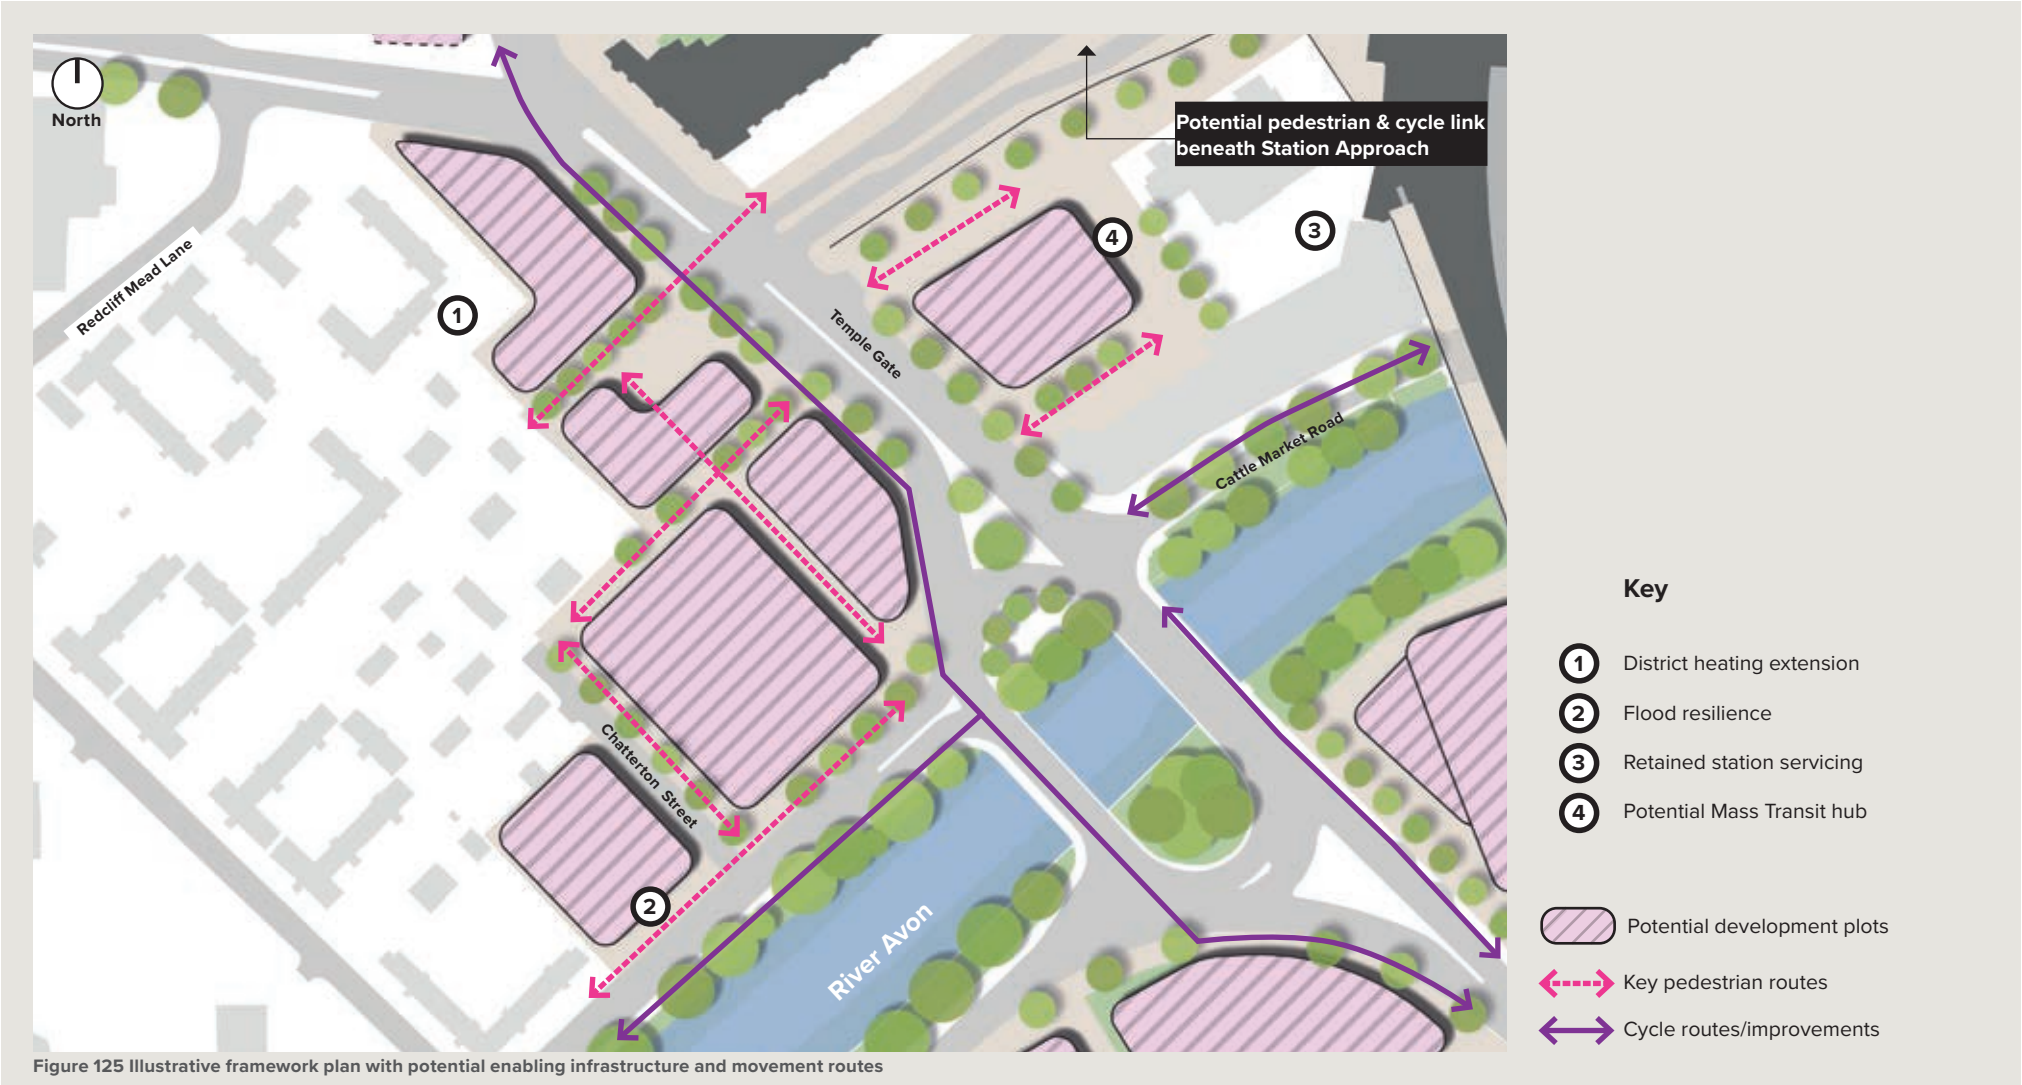 North
Potential pedestrian & cycle link
beneath Station Approach
Redcliff Mead Lane
1
4
3
Temple Gate
Cattle Market Road
Chatterton Street
2
River Avon
Key
1 District heating extension
2 Flood resilience
3 Retained station servicing
4 Potential Mass Transit hub
Potential development plots
Key pedestrian routes
Cycle routes/improvements
Figure 125 Illustrative framework plan with potential enabling infrastructure and movement routes